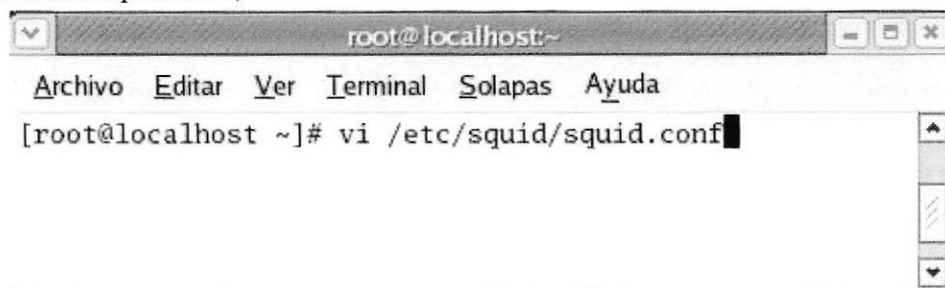 root@localhost:~
Archivo Editar Ver Terminal Solapas Ayuda
[root@localhost ~]# vi /etc/squid/squid.conf